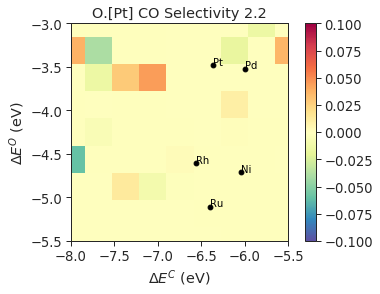 O.[Pt] CO Selectivity 2.2
−3.0
−3.5
−4.0
−4.5
−5.0
−5.5
ΔE^O (eV)
Pt
Pd
Rh
Ni
Ru
−8.0 −7.5 −7.0 −6.5 −6.0 −5.5
ΔE^C (eV)
0.100
0.075
0.050
0.025
0.000
−0.025
−0.050
−0.075
−0.100